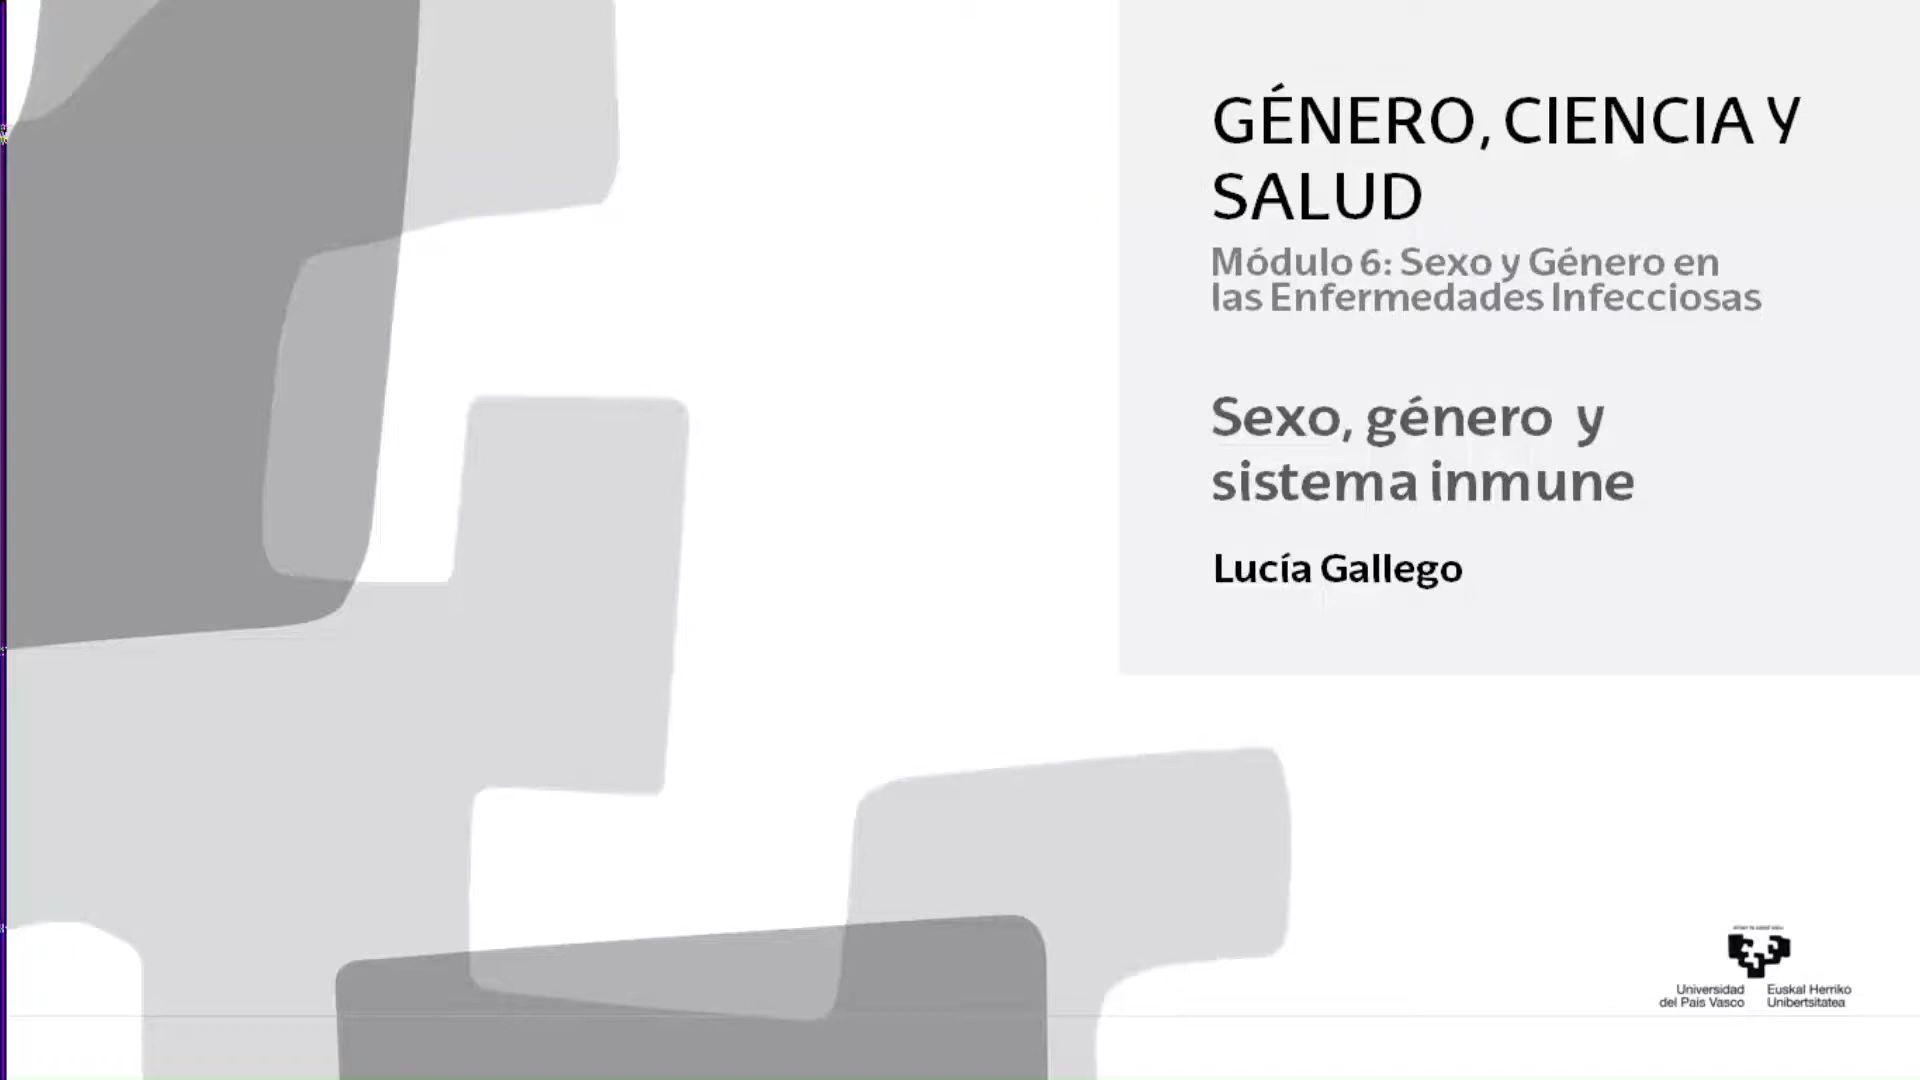 GÉNERO, CIENCIA Y
SALUD
Módulo 6: Sexo y Género en
las Enfermedades Infecciosas
Sexo, género y
sistema inmune
Lucía Gallego
Universidad
del País Vasco
Euskal Herriko
Unibertsitatea